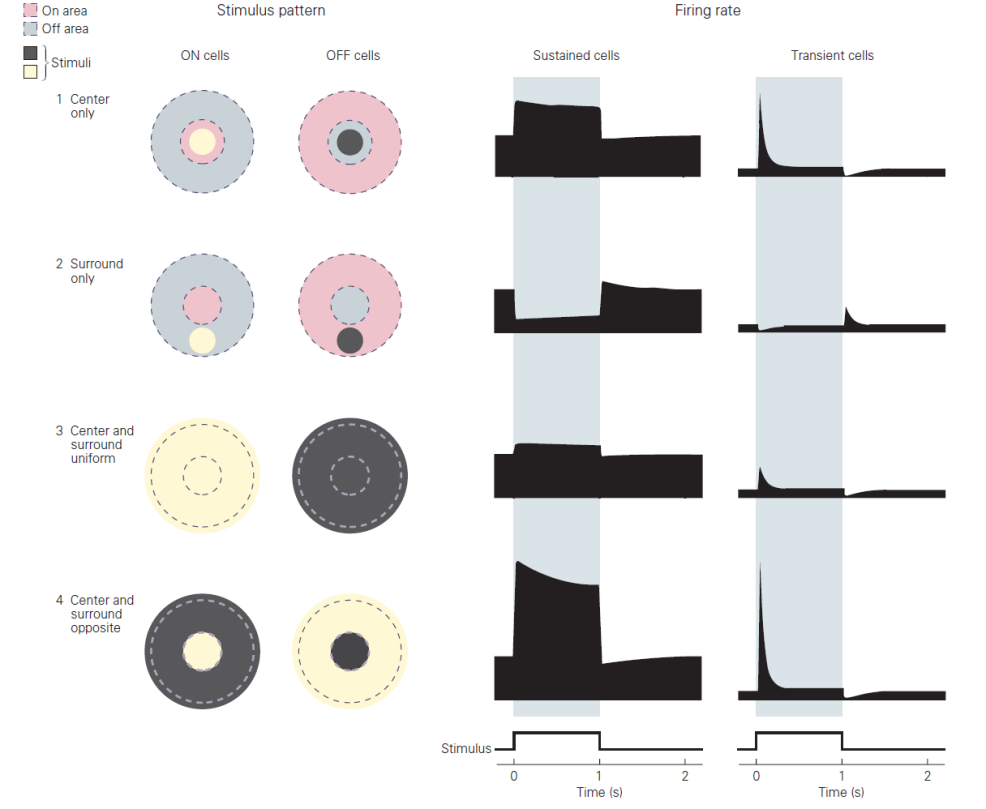 Stimulus pattern
Firing rate
On area
Off area
Stimuli
ON cells
OFF cells
Sustained cells
Transient cells
1 Center
only
2 Surround
only
3 Center and
surround
uniform
4 Center and
surround
opposite
Stimulus
0 1 2
Time (s)
0 1 2
Time (s)